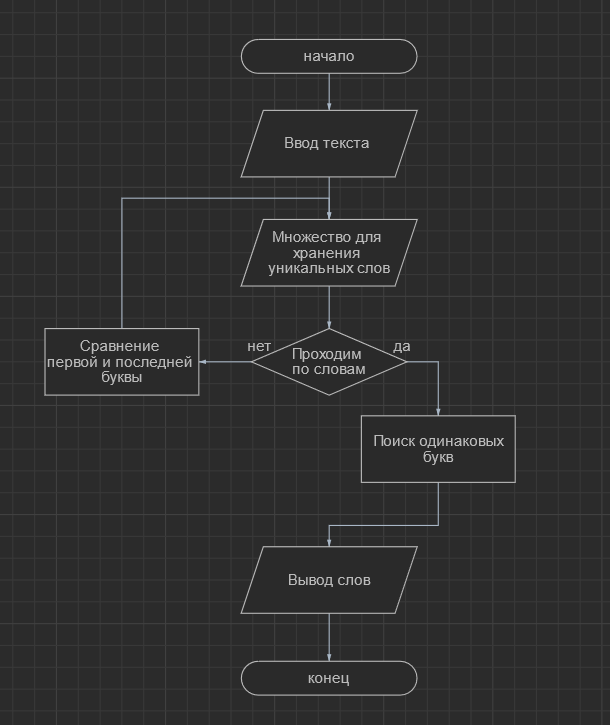 начало
Ввод текста
Множество для
хранения
уникальных слов
нет
да
Проходим
по словам
Сравнение
первой и последней
буквы
Поиск одинаковых
букв
Вывод слов
конец